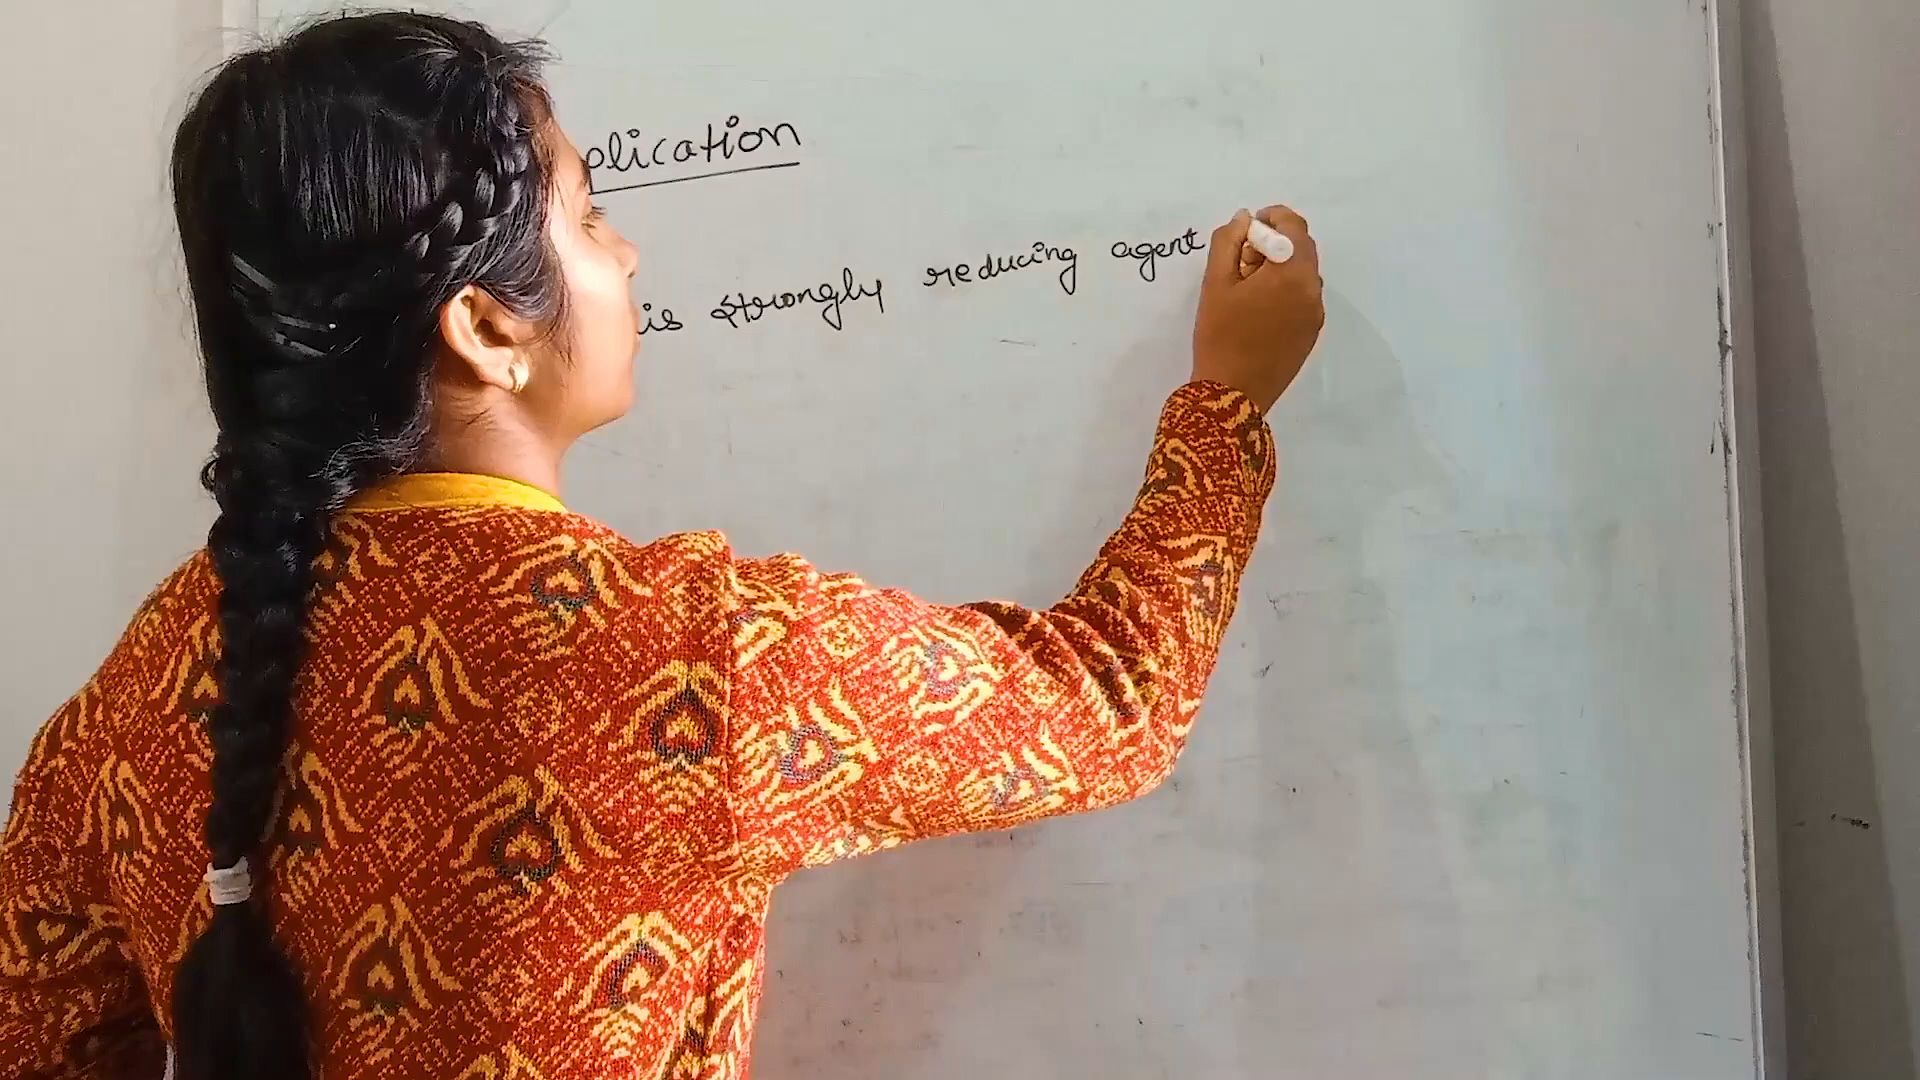 plication
is strongly reducing agent